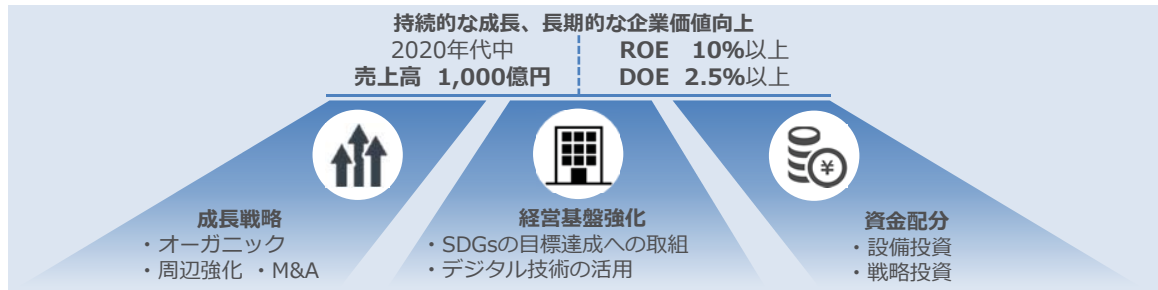 持続的な成長、長期的な企業価値向上
2020年代中
売上高 1,000億円
ROE 10%以上
DOE 2.5%以上
成長戦略
・オーガニック
・周辺強化 ・M&A
経営基盤強化
・SDGsの目標達成への取組
・デジタル技術の活用
¥
資金配分
・設備投資
・戦略投資